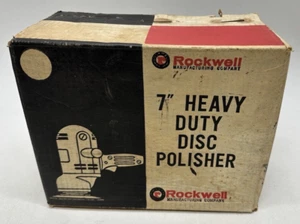 Rockwell
MANUFACTURING COMPANY
7" HEAVY
DUTY
DISC
POLISHER
Rockwell
MANUFACTURING COMPANY